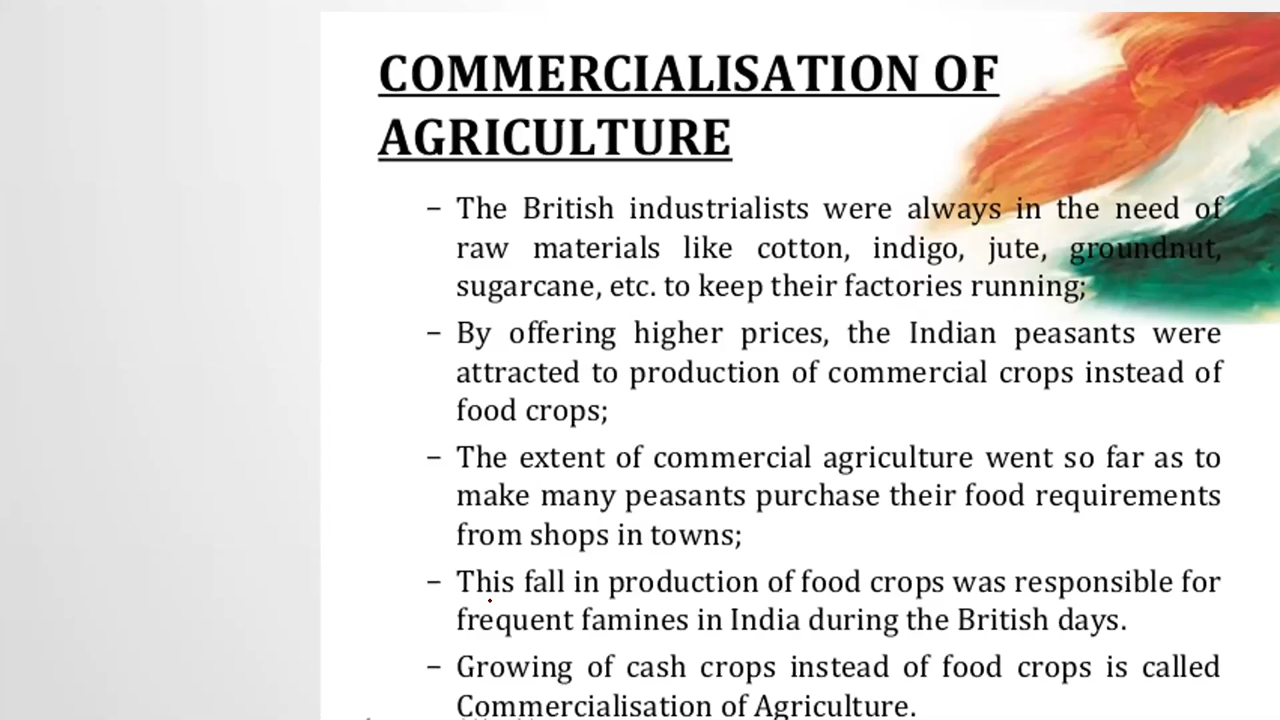 COMMERCIALISATION OF
AGRICULTURE
– The British industrialists were always in the need of
raw materials like cotton, indigo, jute, groundnut,
sugarcane, etc. to keep their factories running;
– By offering higher prices, the Indian peasants were
attracted to production of commercial crops instead of
food crops;
– The extent of commercial agriculture went so far as to
make many peasants purchase their food requirements
from shops in towns;
– This fall in production of food crops was responsible for
frequent famines in India during the British days.
– Growing of cash crops instead of food crops is called
Commercialisation of Agriculture.